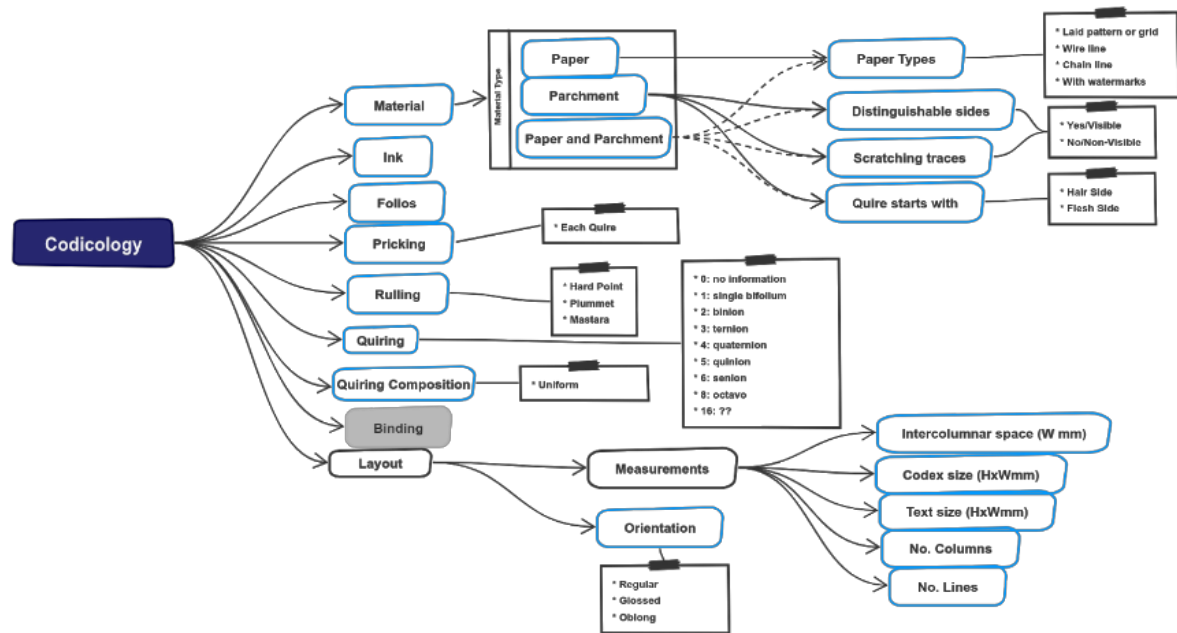 Codicology
Material
Ink
Folios
Pricking
Rulling
Quiring
Quiring Composition
Binding
Layout
Material Type
Paper
Parchment
Paper and Parchment
Paper Types
Distinguishable sides
Scratching traces
Quire starts with
* Laid pattern or grid
* Wire line
* Chain line
* With watermarks
* Yes/Visible
* No/Non-Visible
* Hair Side
* Flesh Side
* Each Quire
* Hard Point
* Plummet
* Mastara
* 0: no information
* 1: single bifolium
* 2: binion
* 3: ternion
* 4: quaternion
* 5: quinion
* 6: senion
* 8: octavo
* 16: ??
* Uniform
Measurements
Orientation
* Regular
* Glossed
* Oblong
Intercolumnar space (W mm)
Codex size (HxWmm)
Text size (HxWmm)
No. Columns
No. Lines